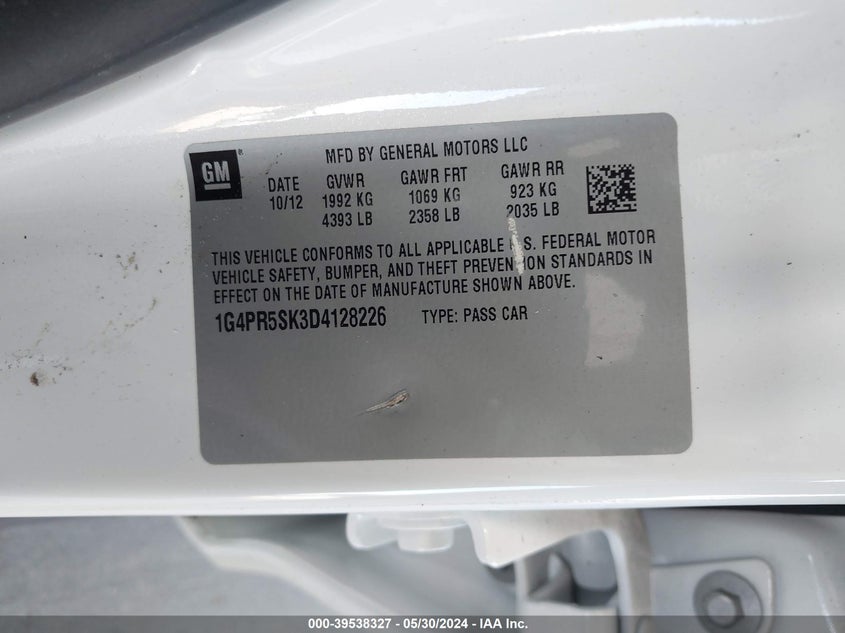 GM
®
MFD BY GENERAL MOTORS LLC
DATE GVWR GAWR FRT GAWR RR
10/12 1992 KG 1069 KG 923 KG
4393 LB 2358 LB 2035 LB
THIS VEHICLE CONFORMS TO ALL APPLICABLE U.S. FEDERAL MOTOR
VEHICLE SAFETY, BUMPER, AND THEFT PREVENTION STANDARDS IN
EFFECT ON THE DATE OF MANUFACTURE SHOWN ABOVE.
1G4PR5SK3D4128226 TYPE: PASS CAR
000-39538327 - 05/30/2024 - IAA Inc.